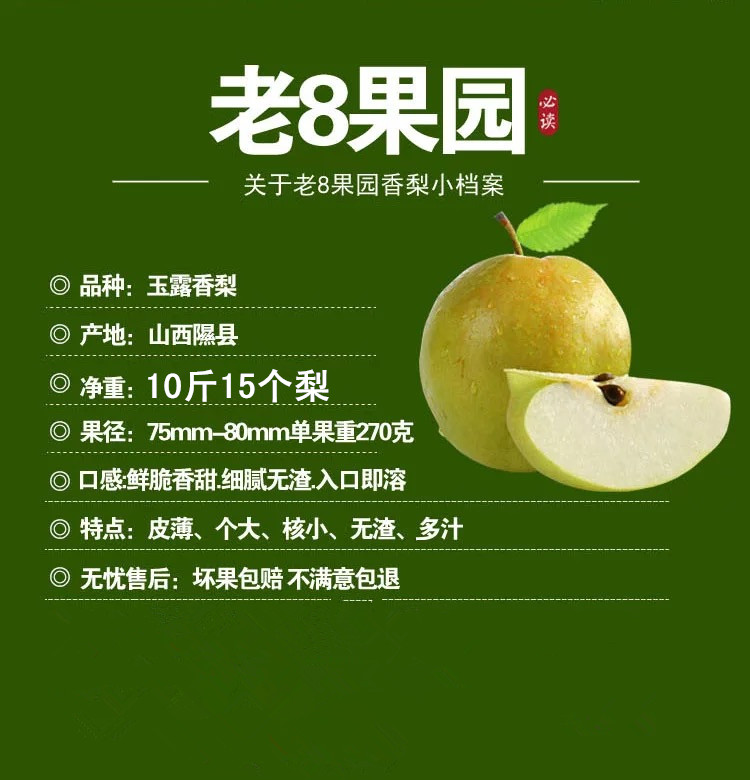 老8果园
必读
关于老8果园香梨小档案
◎ 品种：玉露香梨
◎ 产地：山西隰县
◎ 净重：10斤15个梨
◎ 果径：75mm-80mm单果重270克
◎ 口感:鲜脆香甜.细腻无渣.入口即溶
◎ 特点：皮薄、个大、核小、无渣、多汁
◎ 无忧售后：坏果包赔 不满意包退